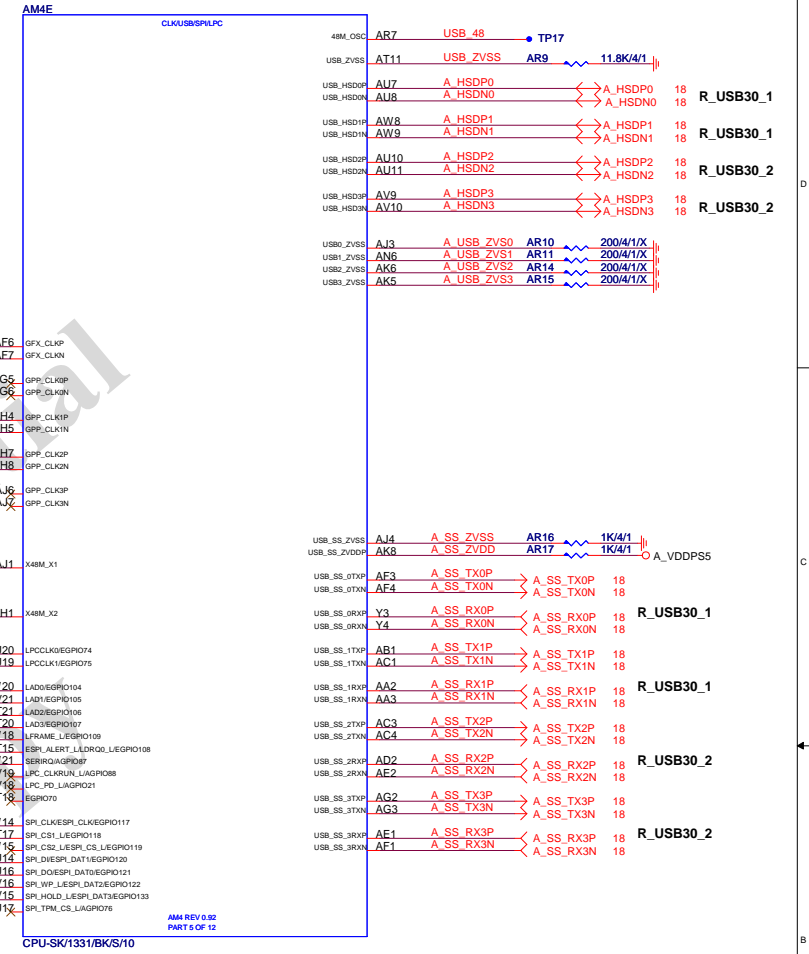 AM4E
CLK/USB/SPI/LPC
48M_OSC AR7 USB_48 TP17
USB_ZVSS AT11 USB_ZVSS AR9 11.8K/4/1
USB_HSD0P AU7 A_HSDP0 A_HSDP0 18
USB_HSD0N AU8 A_HSDN0 A_HSDN0 18
R_USB30_1
USB_HSD1P AW8 A_HSDP1 A_HSDP1 18
USB_HSD1N AW9 A_HSDN1 A_HSDN1 18
R_USB30_1
USB_HSD2P AU10 A_HSDP2 A_HSDP2 18
USB_HSD2N AU11 A_HSDN2 A_HSDN2 18
R_USB30_2
D
USB_HSD3P AV9 A_HSDP3 A_HSDP3 18
USB_HSD3N AV10 A_HSDN3 A_HSDN3 18
R_USB30_2
USB0_ZVSS AJ3 A_USB_ZVS0 AR10 200/4/1/X
USB1_ZVSS AN6 A_USB_ZVS1 AR11 200/4/1/X
USB2_ZVSS AK6 A_USB_ZVS2 AR14 200/4/1/X
USB3_ZVSS AK5 A_USB_ZVS3 AR15 200/4/1/X
GFX_CLKP
GFX_CLKN
GPP_CLK0P
GPP_CLK0N
GPP_CLK1P
GPP_CLK1N
GPP_CLK2P
GPP_CLK2N
GPP_CLK3P
GPP_CLK3N
USB_SS_ZVSS AJ4 A_SS_ZVSS AR16 1K/4/1
USB_SS_ZVDDP AK8 A_SS_ZVDD AR17 1K/4/1 A_VDDPS5
C
X48M_X1
USB_SS_0TXP AF3 A_SS_TX0P A_SS_TX0P 18
USB_SS_0TXN AF4 A_SS_TX0N A_SS_TX0N 18
X48M_X2
USB_SS_0RXP Y3 A_SS_RX0P A_SS_RX0P 18
USB_SS_0RXN Y4 A_SS_RX0N A_SS_RX0N 18
R_USB30_1
LPCCLK0/EGPIO74
LPCCLK1/EGPIO75
USB_SS_1TXP AB1 A_SS_TX1P A_SS_TX1P 18
USB_SS_1TXN AC1 A_SS_TX1N A_SS_TX1N 18
LAD0/EGPIO104
LAD1/EGPIO105
USB_SS_1RXP AA2 A_SS_RX1P A_SS_RX1P 18
USB_SS_1RXN AA3 A_SS_RX1N A_SS_RX1N 18
R_USB30_1
LAD2/EGPIO106
LAD3/EGPIO107
LFRAME_L/EGPIO109
USB_SS_2TXP AC3 A_SS_TX2P A_SS_TX2P 18
USB_SS_2TXN AC4 A_SS_TX2N A_SS_TX2N 18
ESPI_ALERT_L/LDRQ0_L/EGPIO108
SERIRQ/AGPIO87
LPC_CLKRUN_L/AGPIO88
USB_SS_2RXP AD2 A_SS_RX2P A_SS_RX2P 18
USB_SS_2RXN AE2 A_SS_RX2N A_SS_RX2N 18
R_USB30_2
LPC_PD_L/AGPIO21
EGPIO70
USB_SS_3TXP AG2 A_SS_TX3P A_SS_TX3P 18
USB_SS_3TXN AG3 A_SS_TX3N A_SS_TX3N 18
SPI_CLK/ESPI_CLK/EGPIO117
SPI_CS1_L/EGPIO118
SPI_CS2_L/ESPI_CS_L/EGPIO119
USB_SS_3RXP AE1 A_SS_RX3P A_SS_RX3P 18
USB_SS_3RXN AF1 A_SS_RX3N A_SS_RX3N 18
R_USB30_2
SPI_DI/ESPI_DAT1/EGPIO120
SPI_DO/ESPI_DAT0/EGPIO121
SPI_WP_L/ESPI_DAT2/EGPIO122
SPI_HOLD_L/ESPI_DAT3/EGPIO133
SPI_TPM_CS_L/AGPIO76
AM4 REV 0.92
PART 5 OF 12
B
CPU-SK/1331/BK/S/10